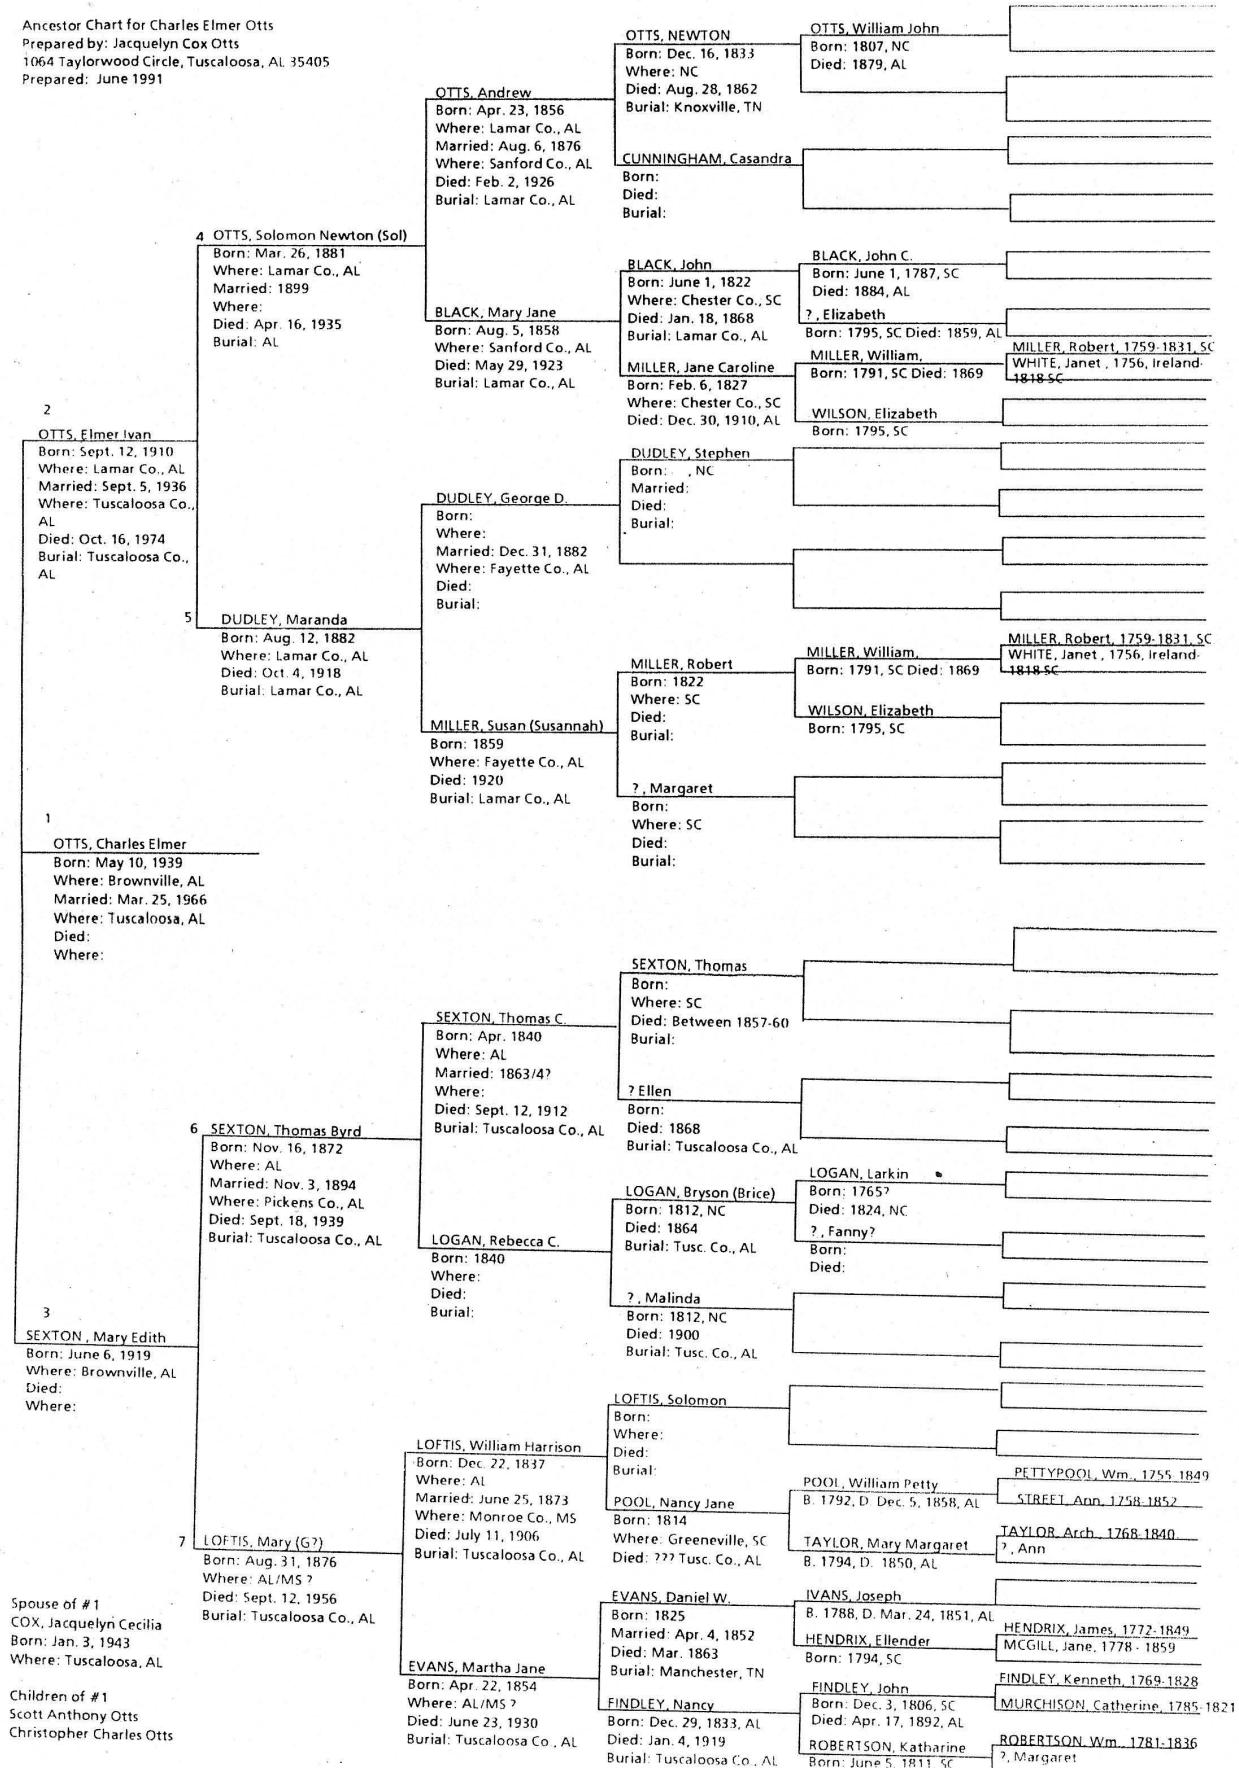 Ancestor Chart for Charles Elmer Otts
Prepared by: Jacquelyn Cox Otts
1064 Taylorwood Circle, Tuscaloosa, AL 35405
Prepared: June 1991
1
OTTS, Charles Elmer
Born: May 10, 1939
Where: Brownville, AL
Married: Mar. 25, 1966
Where: Tuscaloosa, AL
Died:
Where:
2
OTTS, Elmer Ivan
Born: Sept. 12, 1910
Where: Lamar Co., AL
Married: Sept. 5, 1936
Where: Tuscaloosa Co.,
AL
Died: Oct. 16, 1974
Burial: Tuscaloosa Co.,
AL
3
SEXTON , Mary Edith
Born: June 6, 1919
Where: Brownville, AL
Died:
Where:
Spouse of #1
COX, Jacquelyn Cecilia
Born: Jan. 3, 1943
Where: Tuscaloosa, AL
Children of #1
Scott Anthony Otts
Christopher Charles Otts
4 OTTS, Solomon Newton (Sol)
Born: Mar. 26, 1881
Where: Lamar Co., AL
Married: 1899
Where:
Died: Apr. 16, 1935
Burial: AL
5
DUDLEY, Maranda
Born: Aug. 12, 1882
Where: Lamar Co., AL
Died: Oct. 4, 1918
Burial: Lamar Co., AL
6 SEXTON, Thomas Byrd
Born: Nov. 16, 1872
Where: AL
Married: Nov. 3, 1894
Where: Pickens Co., AL
Died: Sept. 18, 1939
Burial: Tuscaloosa Co., AL
7 LOFTIS, Mary (G?)
Born: Aug. 31, 1876
Where: AL/MS ?
Died: Sept. 12, 1956
Burial: Tuscaloosa Co., AL
OTTS, Andrew
Born: Apr. 23, 1856
Where: Lamar Co., AL
Married: Aug. 6, 1876
Where: Sanford Co., AL
Died: Feb. 2, 1926
Burial: Lamar Co., AL
BLACK, Mary Jane
Born: Aug. 5, 1858
Where: Sanford Co., AL
Died: May 29, 1923
Burial: Lamar Co., AL
DUDLEY, George D.
Born:
Where:
Married: Dec. 31, 1882
Where: Fayette Co., AL
Died:
Burial:
MILLER, Susan (Susannah)
Born: 1859
Where: Fayette Co., AL
Died: 1920
Burial: Lamar Co., AL
SEXTON, Thomas C.
Born: Apr. 1840
Where: AL
Married: 1863/4?
Where:
Died: Sept. 12, 1912
Burial: Tuscaloosa Co., AL
LOGAN, Rebecca C.
Born: 1840
Where:
Died:
Burial:
LOFTIS, William Harrison
Born: Dec. 22, 1837
Where: AL
Married: June 25, 1873
Where: Monroe Co., MS
Died: July 11, 1906
Burial: Tuscaloosa Co., AL
EVANS, Martha Jane
Born: Apr. 22, 1854
Where: AL/MS ?
Died: June 23, 1930
Burial: Tuscaloosa Co , AL
OTTS, NEWTON
Born: Dec. 16, 1833
Where: NC
Died: Aug. 28, 1862
Burial: Knoxville, TN
CUNNINGHAM, Casandra
Born:
Died:
Burial:
BLACK, John
Born: June 1, 1822
Where: Chester Co., SC
Died: Jan. 18, 1868
Burial: Lamar Co., AL
MILLER, Jane Caroline
Born: Feb. 6, 1827
Where: Chester Co., SC
Died: Dec. 30, 1910, AL
DUDLEY, Stephen
Born: , NC
Married:
Died:
Burial:
MILLER, Robert
Born: 1822
Where: SC
Died:
Burial:
? , Margaret
Born:
Where: SC
Died:
Burial:
SEXTON, Thomas
Born:
Where: SC
Died: Between 1857-60
Burial:
? Ellen
Born:
Died: 1868
Burial: Tuscaloosa Co., AL
LOGAN, Bryson (Brice)
Born: 1812, NC
Died: 1864
Burial: Tusc. Co., AL
? , Malinda
Born: 1812, NC
Died: 1900
Burial: Tusc. Co., AL
LOFTIS, Solomon
Born:
Where:
Died:
Burial:
POOL, Nancy Jane
Born: 1814
Where: Greeneville, SC
Died: ??? Tusc. Co., AL
EVANS, Daniel W.
Born: 1825
Married: Apr. 4, 1852
Died: Mar. 1863
Burial: Manchester, TN
FINDLEY, Nancy
Born: Dec. 29, 1833, AL
Died: Jan. 4, 1919
Burial: Tuscaloosa Co., AL
OTTS, William John
Born: 1807, NC
Died: 1879, AL
BLACK, John C.
Born: June 1, 1787, SC
Died: 1884, AL
? , Elizabeth
Born: 1795, SC Died: 1859, AL
MILLER, William,
Born: 1791, SC Died: 1869
WILSON, Elizabeth
Born: 1795, SC
MILLER, William,
Born: 1791, SC Died: 1869
WILSON, Elizabeth
Born: 1795, SC
LOGAN, Larkin
Born: 1765?
Died: 1824, NC
? , Fanny?
Born:
Died:
POOL, William Petty
B. 1792, D. Dec. 5, 1858, AL
TAYLOR, Mary Margaret
B. 1794, D. 1850, AL
IVANS, Joseph
B. 1788, D. Mar. 24, 1851, AL
HENDRIX, Ellender
Born: 1794, SC
FINDLEY, John
Born: Dec. 3, 1806, SC
Died: Apr. 17, 1892, AL
ROBERTSON, Katharine
Born: June 5, 1811, SC
MILLER, Robert, 1759-1831, SC
WHITE, Janet , 1756, Ireland-
1818 SC
MILLER, Robert, 1759-1831, SC
WHITE, Janet , 1756, Ireland-
1818 SC
PETTYPOOL, Wm., 1755-1849
STREET, Ann, 1758-1852
TAYLOR, Arch , 1768-1840
? , Ann
HENDRIX, James, 1772-1849
MCGILL, Jane, 1778 - 1859
FINDLEY, Kenneth, 1769-1828
MURCHISON, Catherine, 1785-1821
ROBERTSON, Wm., 1781-1836
?, Margaret